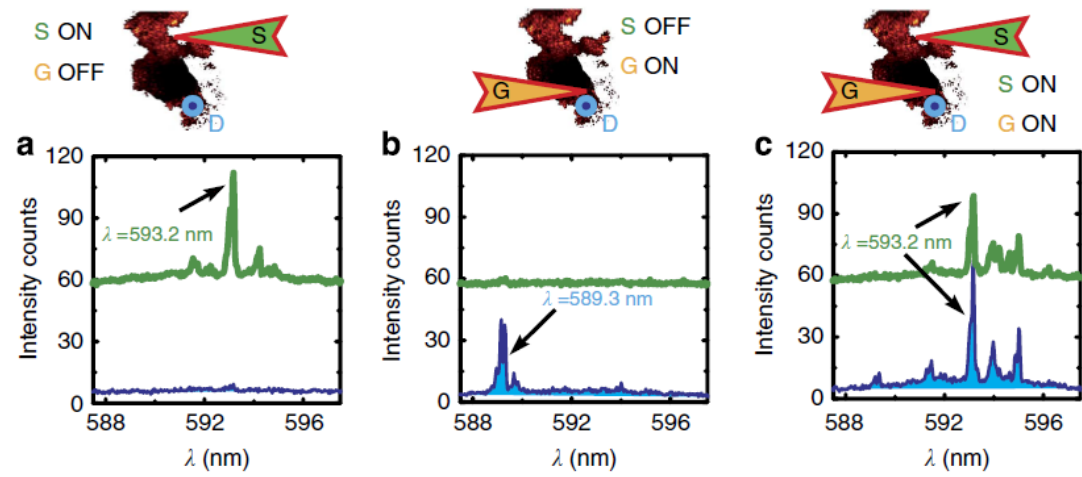 S ON
G OFF
S
D
S OFF
G ON
G
D
S
G
D
S ON
G ON
a
120
90
60
30
0
λ =593.2 nm
Intensity counts
588 592 596
λ (nm)
b
120
90
60
30
0
λ =589.3 nm
Intensity counts
588 592 596
λ (nm)
c
120
90
60
30
0
λ =593.2 nm
Intensity counts
588 592 596
λ (nm)